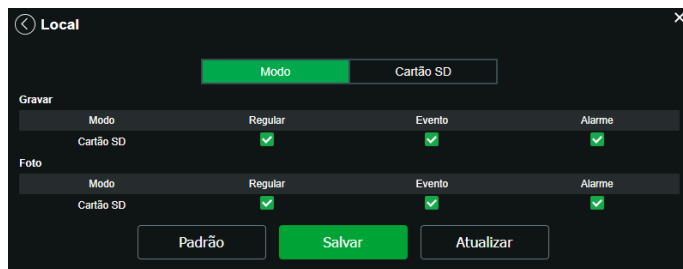 Local
Modo Cartão SD
Gravar
Modo Regular Evento Alarme
Cartão SD
Foto
Modo Regular Evento Alarme
Cartão SD
Padrão Salvar Atualizar